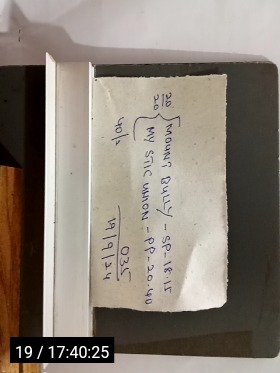 20 { MOUNT BULLY - SP - 18.15
20 { MY STIC UNION - PP - 20.40
40/-
035
19/9/24
19 / 17:40:25